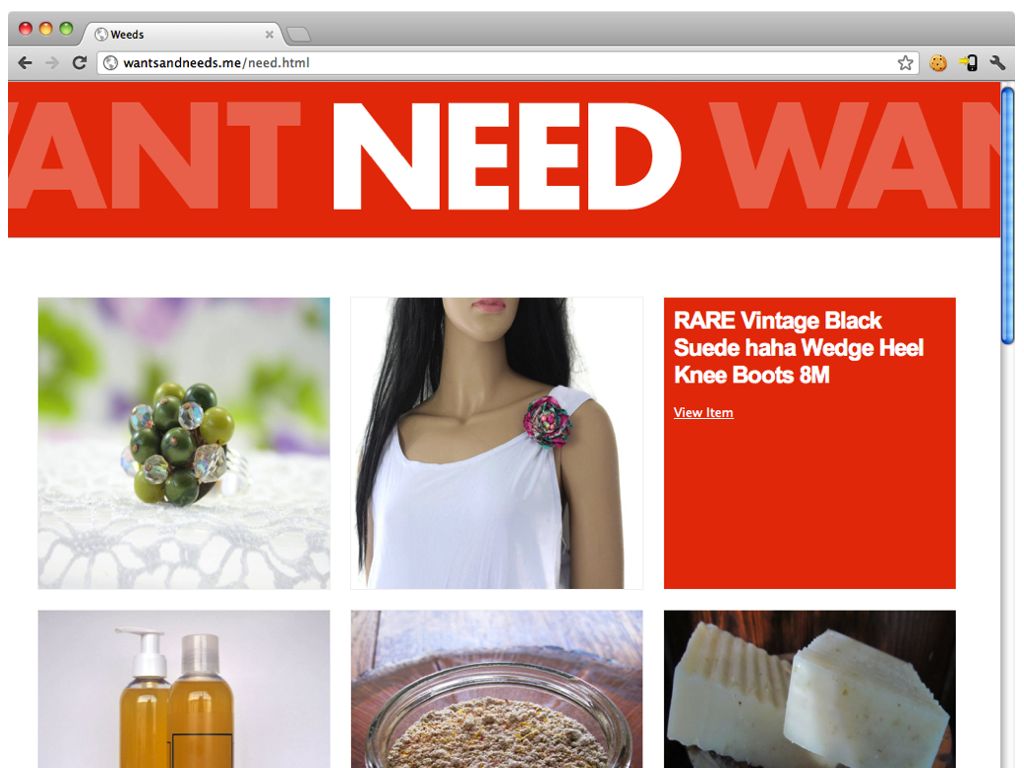 Weeds
wantsandneeds.me/need.html
WANT NEED WAN
RARE Vintage Black
Suede haha Wedge Heel
Knee Boots 8M
View Item